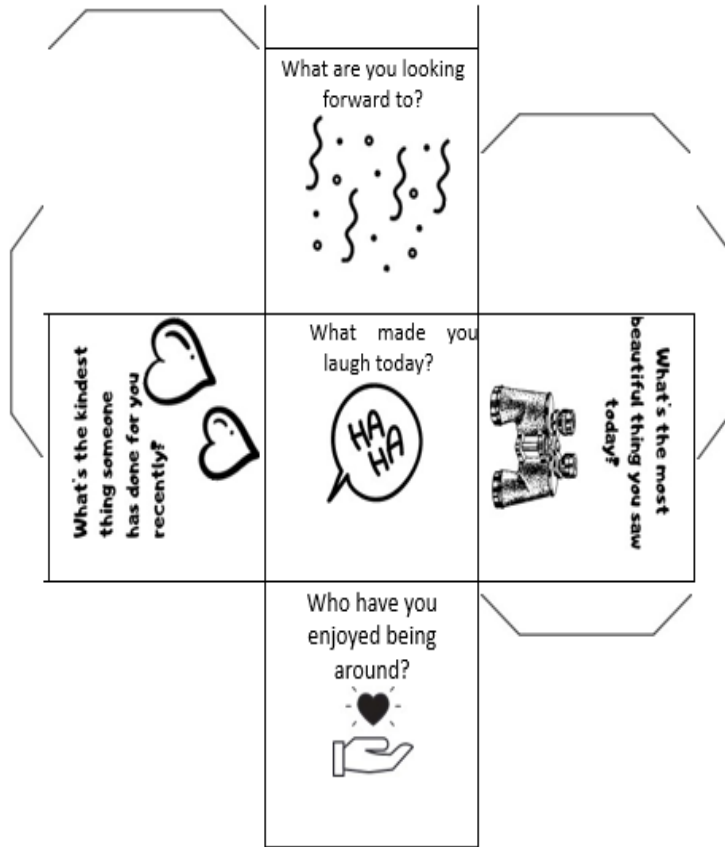 What are you looking
forward to?
What's the kindest
thing someone
has done for you
recently?
What made you
laugh today?
HA
HA
What's the most
beautiful thing you saw
today?
Who have you
enjoyed being
around?